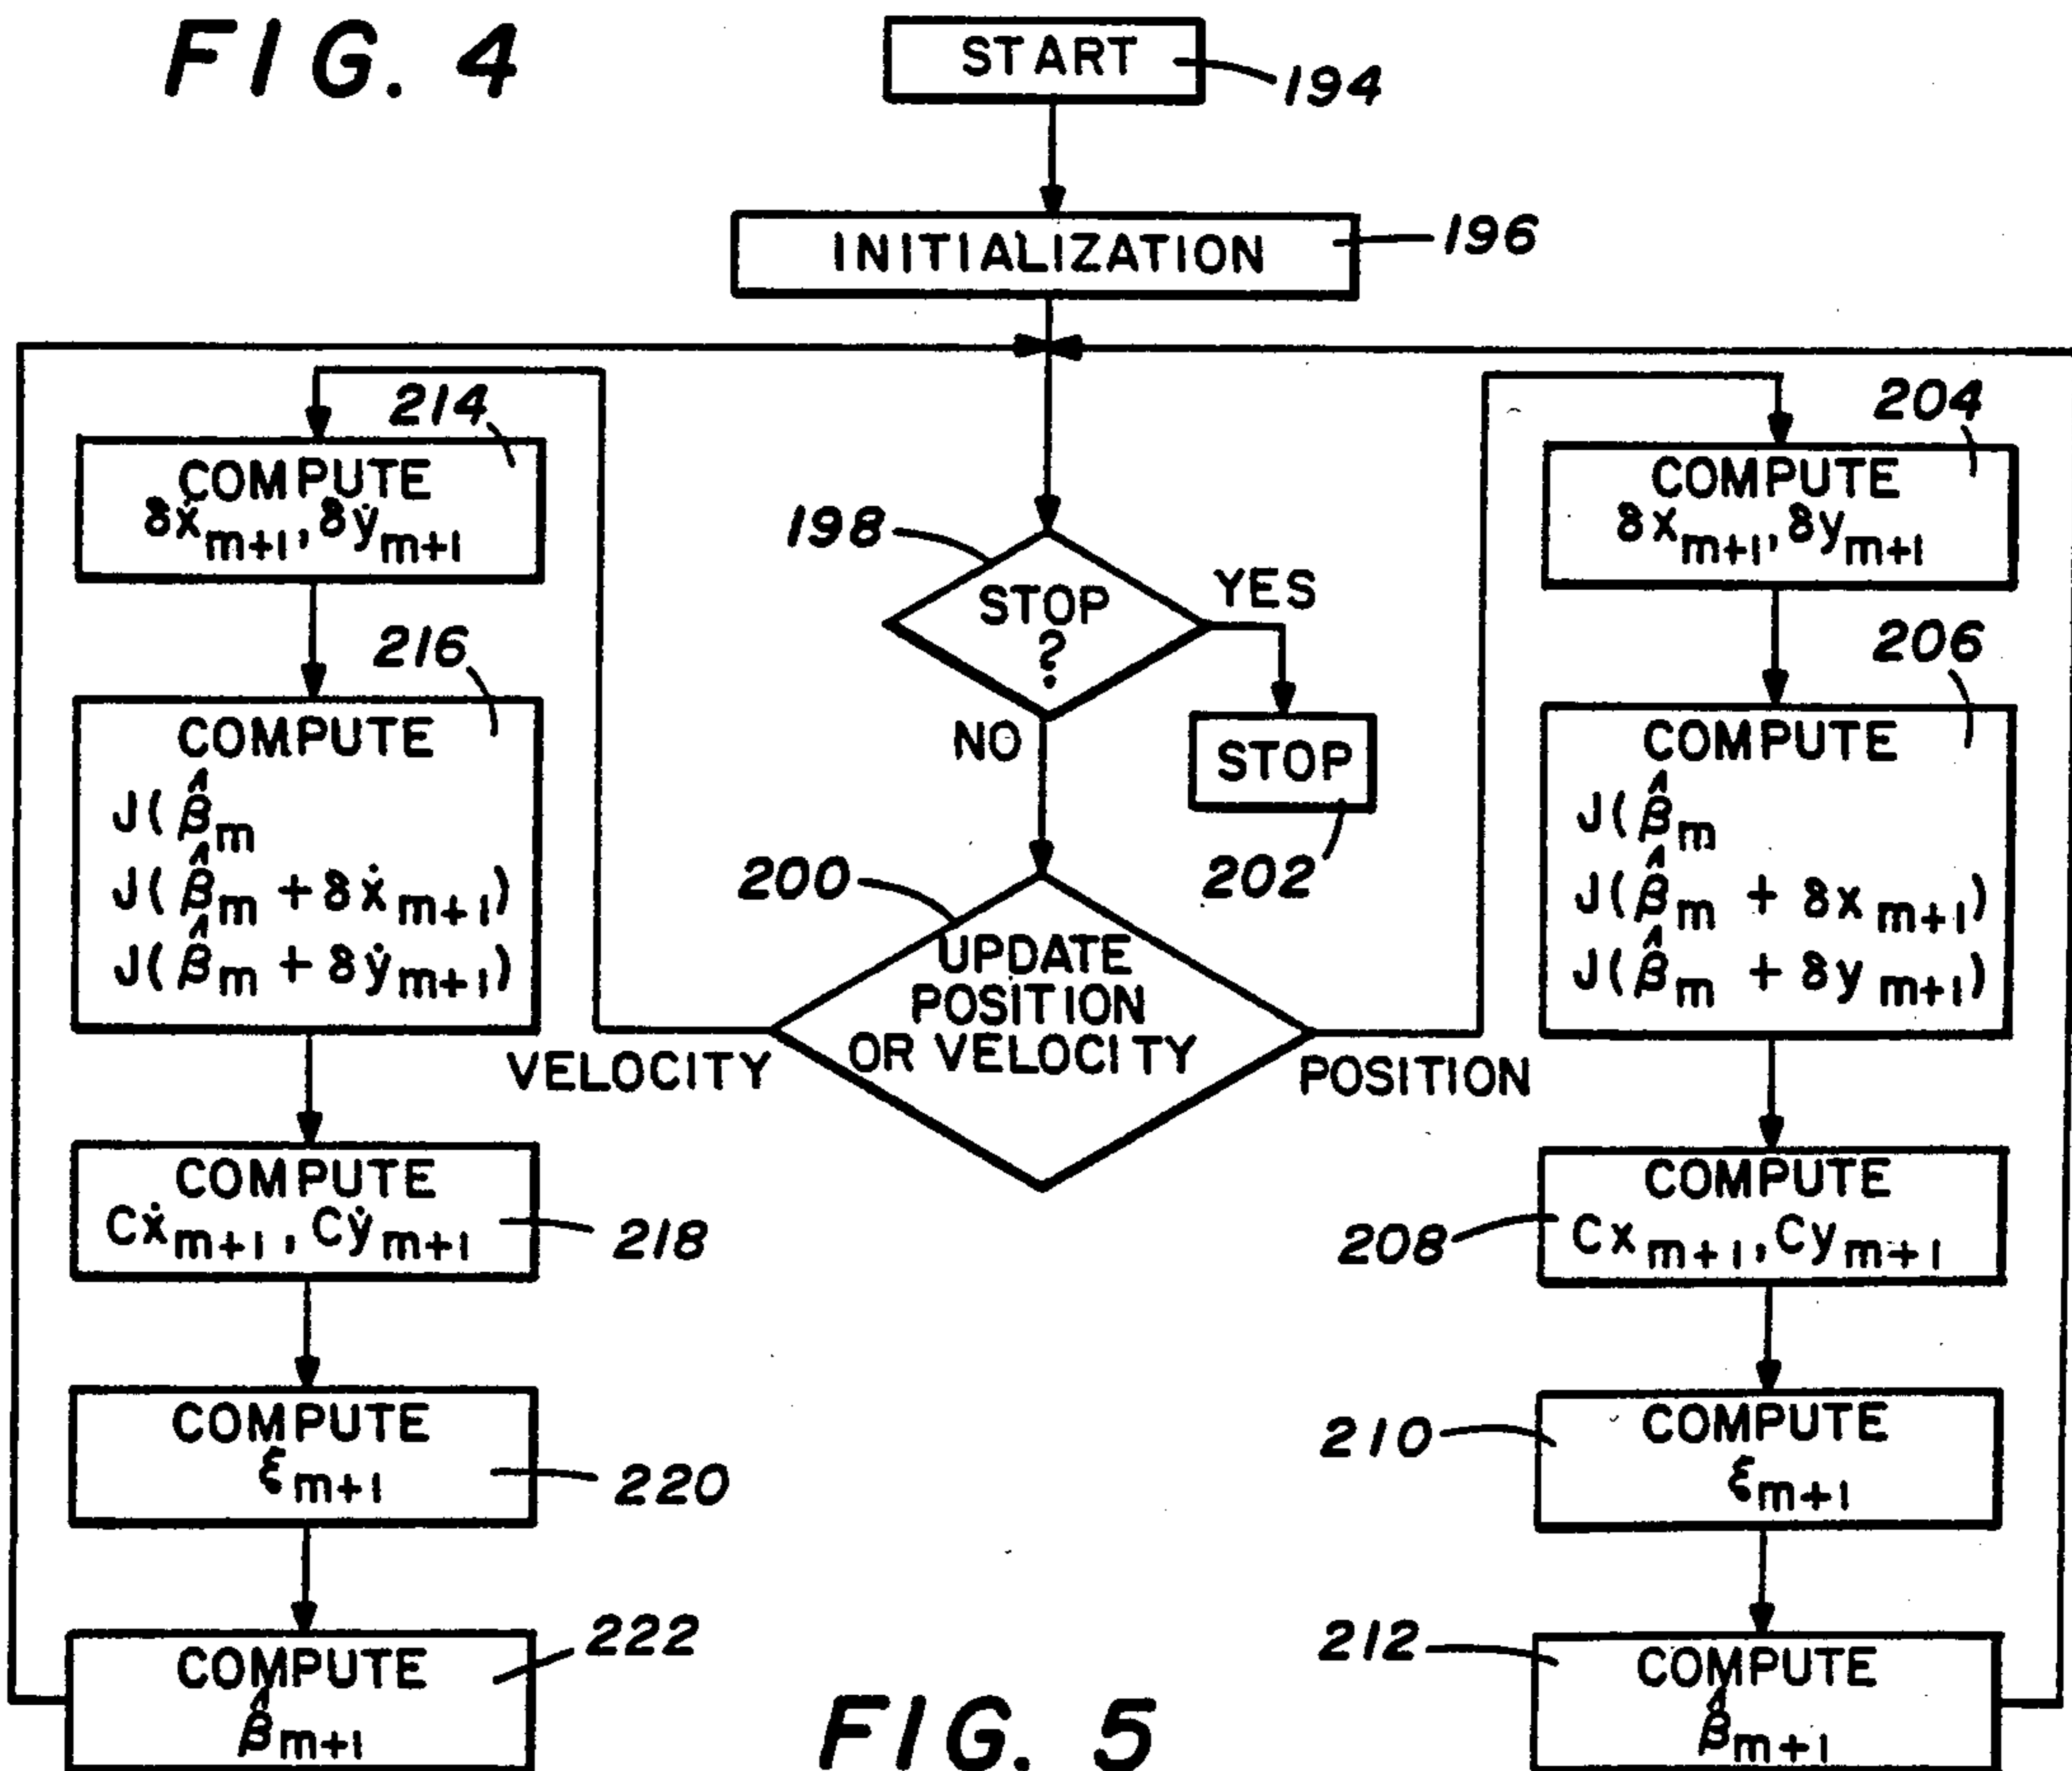 FIG. 4
START
194
INITIALIZATION
196
214
COMPUTE
δẋm+1, δẏm+1
204
COMPUTE
δxm+1, δym+1
198
STOP
?
YES
NO
STOP
202
216
COMPUTE
J(β̂m
J(β̂m + δẋm+1)
J(β̂m + δẏm+1)
206
COMPUTE
J(β̂m
J(β̂m + δxm+1)
J(β̂m + δym+1)
200
UPDATE
POSITION
OR VELOCITY
VELOCITY
POSITION
COMPUTE
Cẋm+1, Cẏm+1
218
208
COMPUTE
Cxm+1, Cym+1
COMPUTE
ξm+1
220
210
COMPUTE
ξm+1
222
COMPUTE
β̂m+1
212
COMPUTE
β̂m+1
FIG. 5